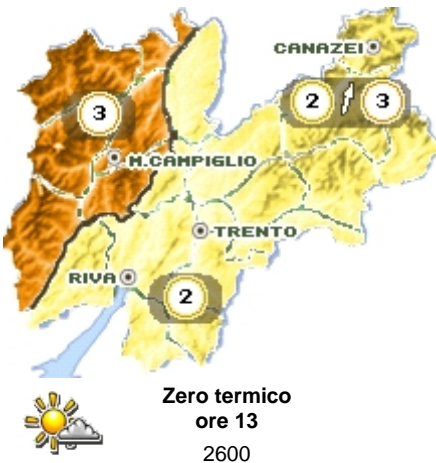 CANAZEI
3
2 3
M.CAMPIGLIO
TRENTO
RIVA
2
Zero termico
ore 13
2600